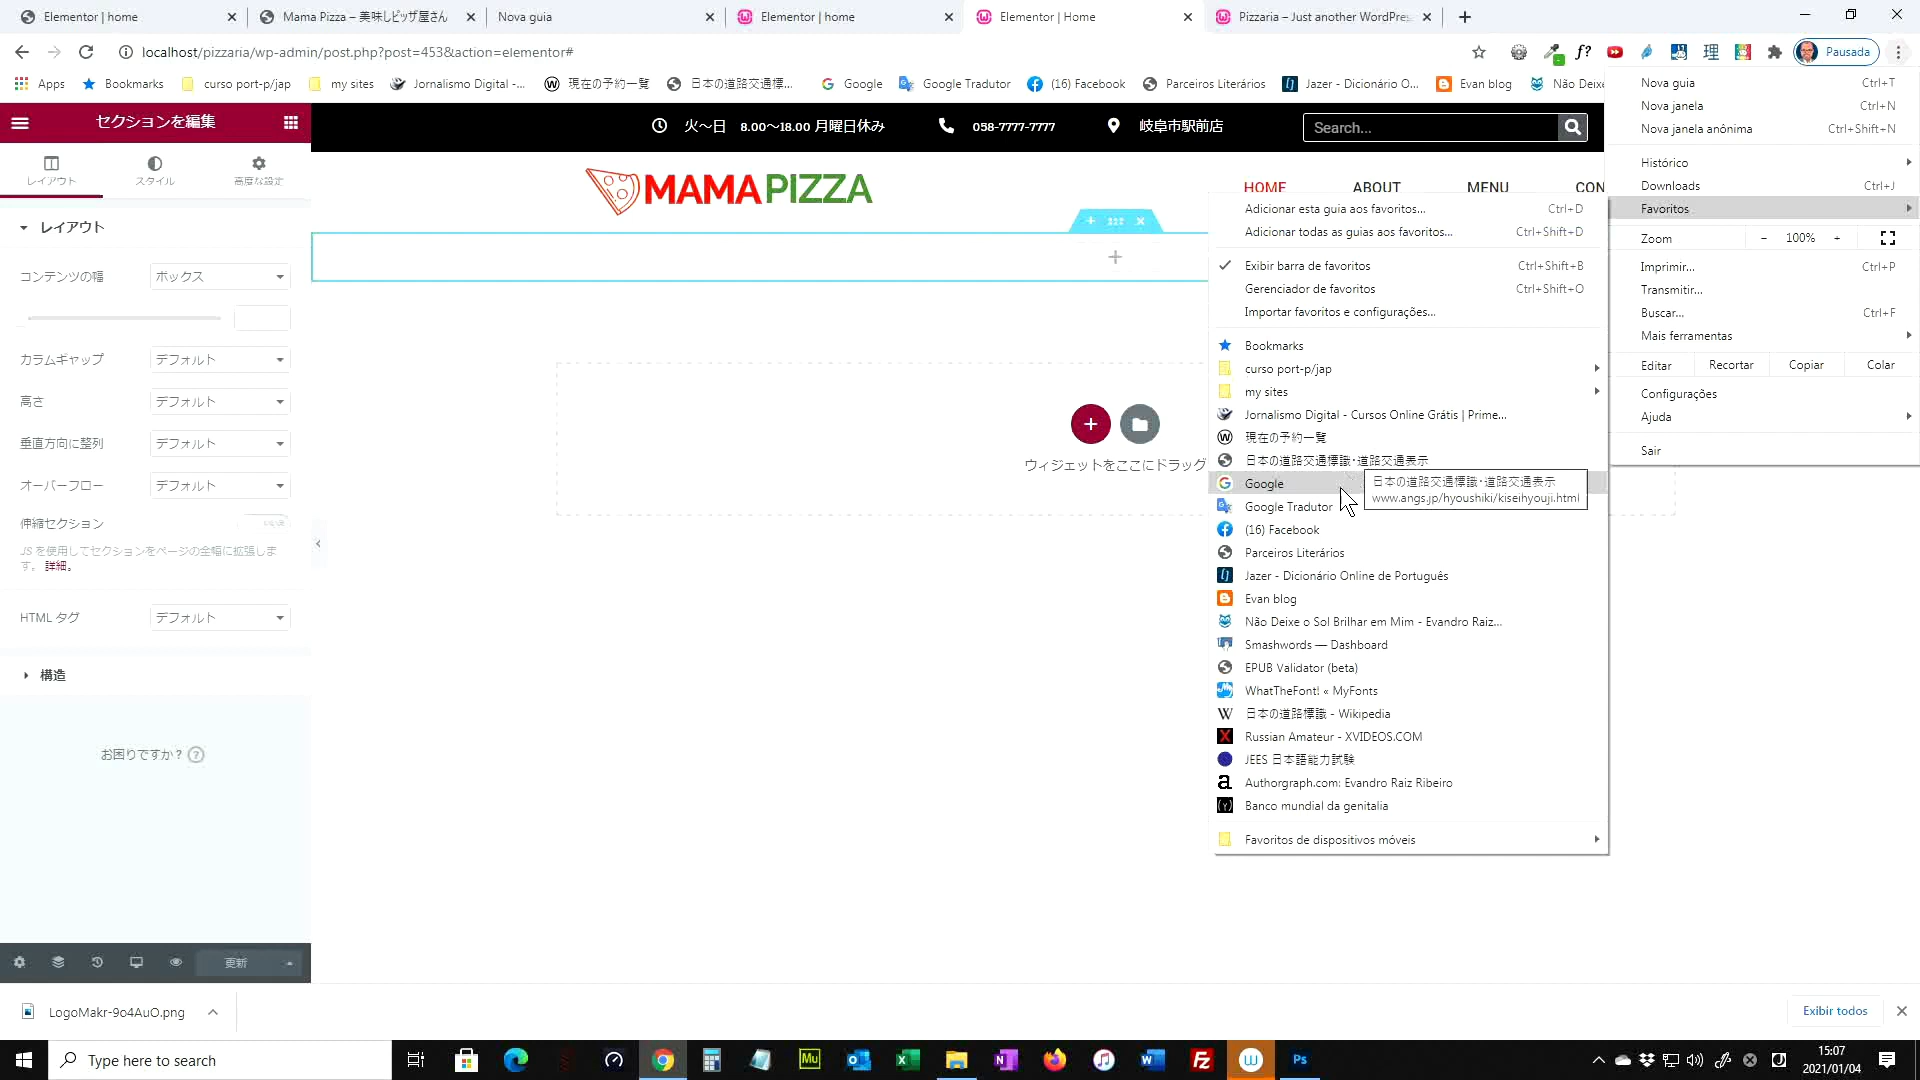 Elementor | home
Mama Pizza – 美味しピッザ屋さん
Nova guia
Elementor | home
Elementor | Home
Pizzaria – Just another WordPres
localhost/pizzaria/wp-admin/post.php?post=453&action=elementor#
Pausada
Apps
Bookmarks
curso port-p/jap
my sites
Jornalismo Digital -...
現在の予約一覧
日本の道路交通標...
Google
Google Tradutor
(16) Facebook
Parceiros Literários
Jazer - Dicionário O...
Evan blog
Não Deixe
セクションを編集
レイアウト
スタイル
高度な設定
レイアウト
コンテンツの幅
ボックス
カラムギャップ
デフォルト
高さ
デフォルト
垂直方向に整列
デフォルト
オーバーフロー
デフォルト
伸縮セクション
いいえ
JS を使用してセクションをページの全幅に拡張しま
す。 詳細。
HTML タグ
デフォルト
構造
お困りですか ? ?
更新
火～日 8.00～18.00 月曜日休み
058-7777-7777
岐阜市駅前店
Search...
MAMAPIZZA
HOME
ABOUT
MENU
CON
ウィジェットをここにドラッグ
Adicionar esta guia aos favoritos... Ctrl+D
Adicionar todas as guias aos favoritos... Ctrl+Shift+D
Exibir barra de favoritos Ctrl+Shift+B
Gerenciador de favoritos Ctrl+Shift+O
Importar favoritos e configurações...
Bookmarks
curso port-p/jap
my sites
Jornalismo Digital - Cursos Online Grátis | Prime...
現在の予約一覧
日本の道路交通標識・道路交通表示
Google
日本の道路交通標識・道路交通表示
www.angs.jp/hyoushiki/kiseihyouji.html
Google Tradutor
(16) Facebook
Parceiros Literários
Jazer - Dicionário Online de Português
Evan blog
Não Deixe o Sol Brilhar em Mim - Evandro Raiz...
Smashwords — Dashboard
EPUB Validator (beta)
WhatTheFont! « MyFonts
日本の道路標識 - Wikipedia
Russian Amateur - XVIDEOS.COM
JEES 日本語能力試験
Authorgraph.com: Evandro Raiz Ribeiro
Banco mundial da genitalia
Favoritos de dispositivos móveis
Nova guia Ctrl+T
Nova janela Ctrl+N
Nova janela anônima Ctrl+Shift+N
Histórico
Downloads Ctrl+J
Favoritos
Zoom - 100% +
Imprimir... Ctrl+P
Transmitir...
Buscar... Ctrl+F
Mais ferramentas
Editar Recortar Copiar Colar
Configurações
Ajuda
Sair
LogoMakr-9o4AuO.png
Exibir todos
Type here to search
15:07
2021/01/04